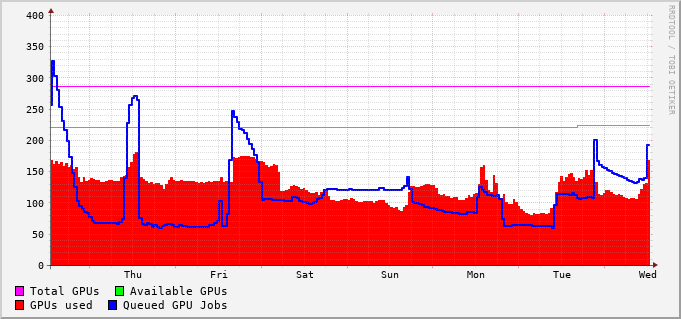 400
350
300
250
200
150
100
50
0
Thu Fri Sat Sun Mon Tue Wed
Total GPUs Available GPUs
GPUs used Queued GPU Jobs
RRDTOOL / TOBI OETIKER